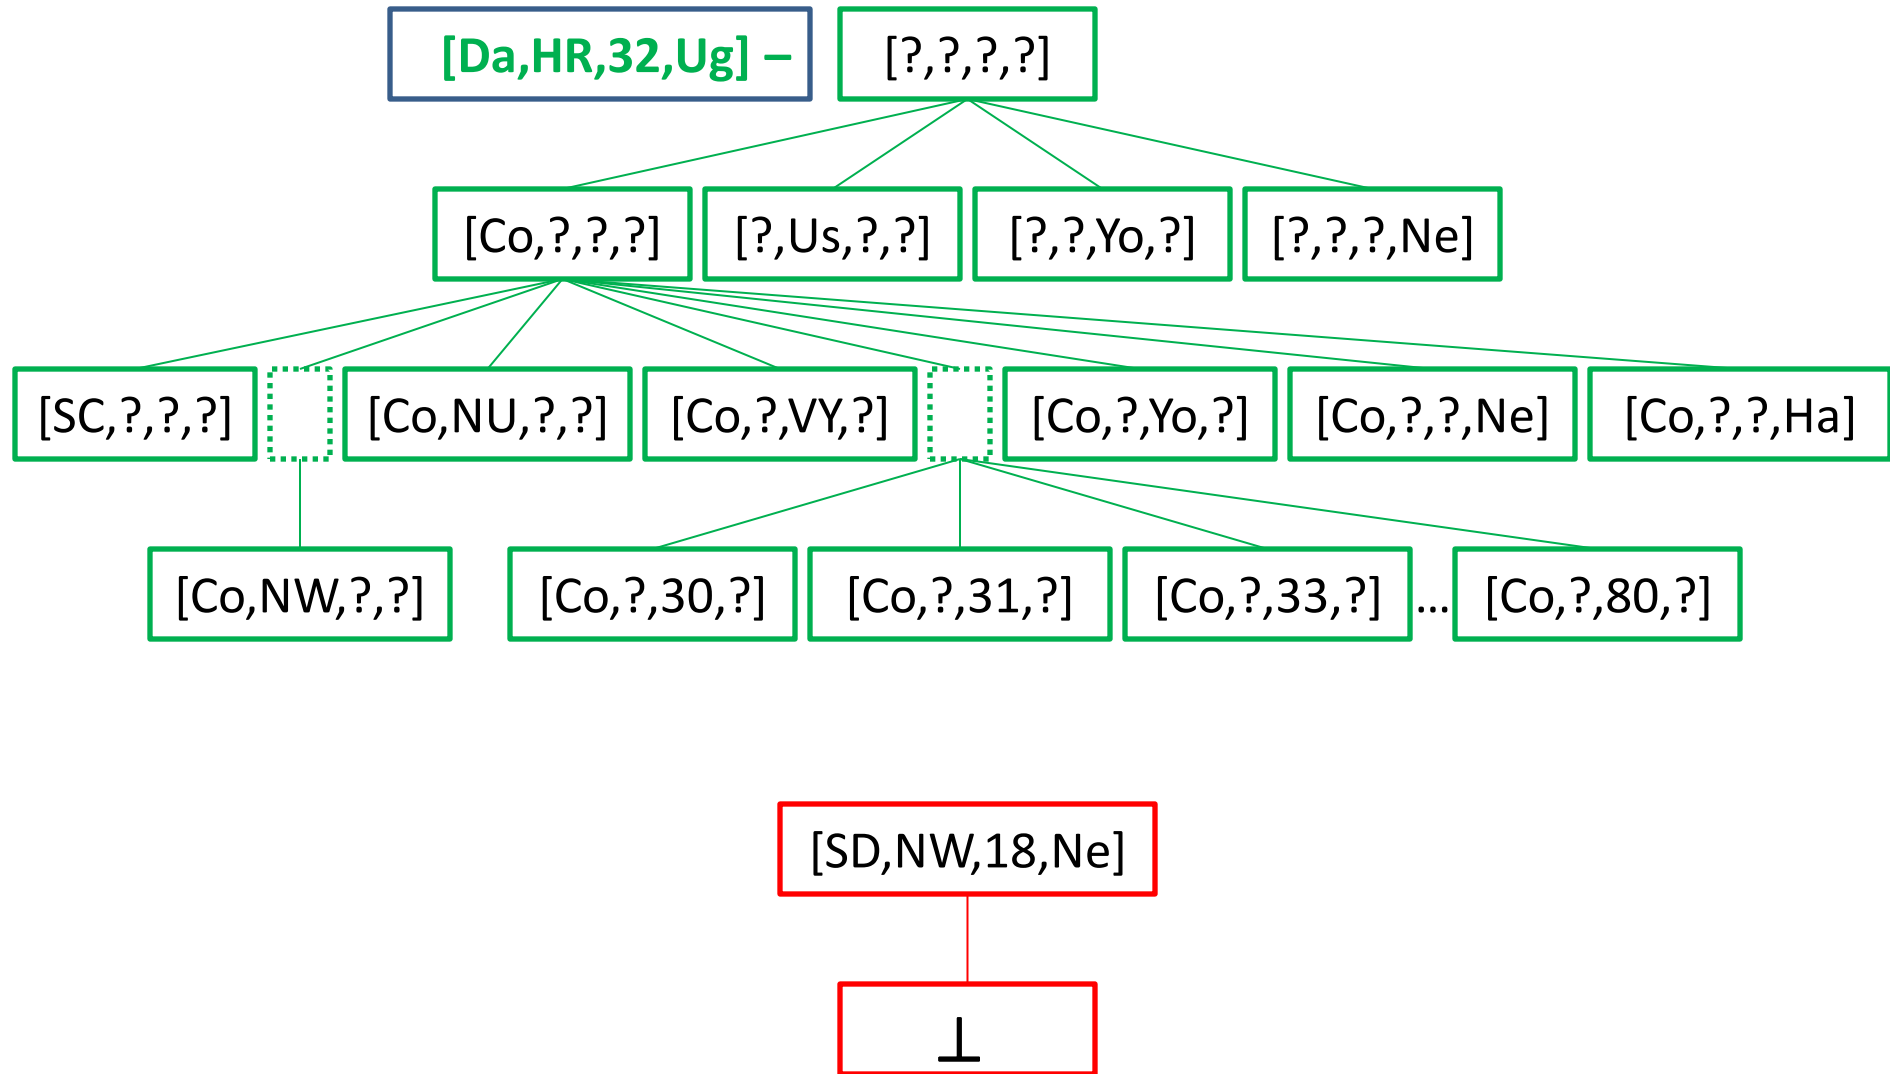 [Da,HR,32,Ug] – [?,?,?,?]
[Co,?,?,?] [?,Us,?,?] [?,?,Yo,?] [?,?,?,Ne]
[SC,?,?,?] [Co,NU,?,?] [Co,?,VY,?] [Co,?,Yo,?] [Co,?,?,Ne] [Co,?,?,Ha]
[Co,NW,?,?] [Co,?,30,?] [Co,?,31,?] [Co,?,33,?] ... [Co,?,80,?]
[SD,NW,18,Ne]
⊥